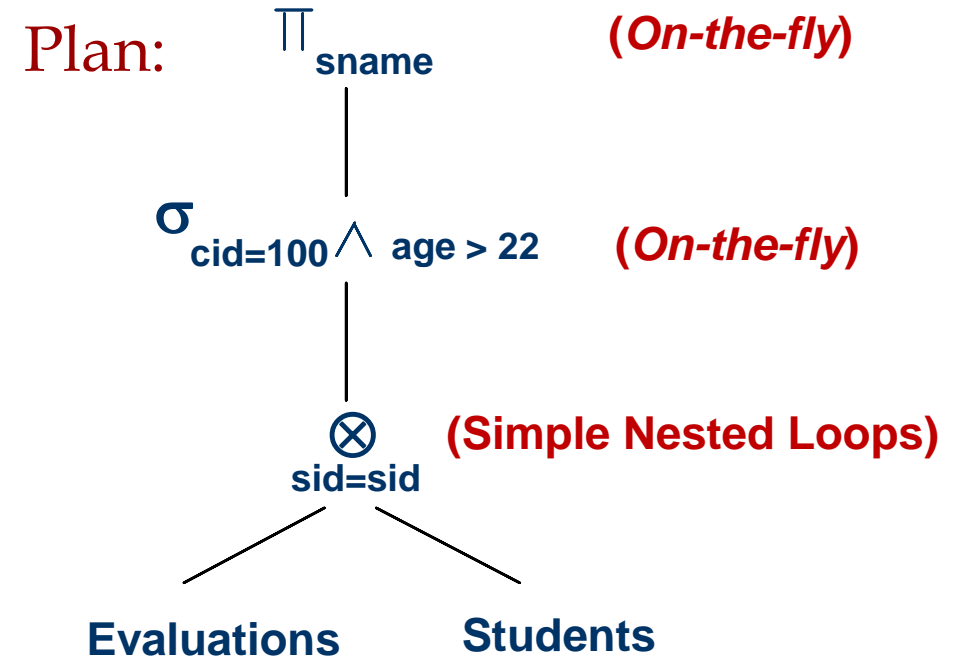 Plan:
∏ sname (On-the-fly)
σ cid=100 ∧ age > 22 (On-the-fly)
⊗ (Simple Nested Loops)
sid=sid
Evaluations Students